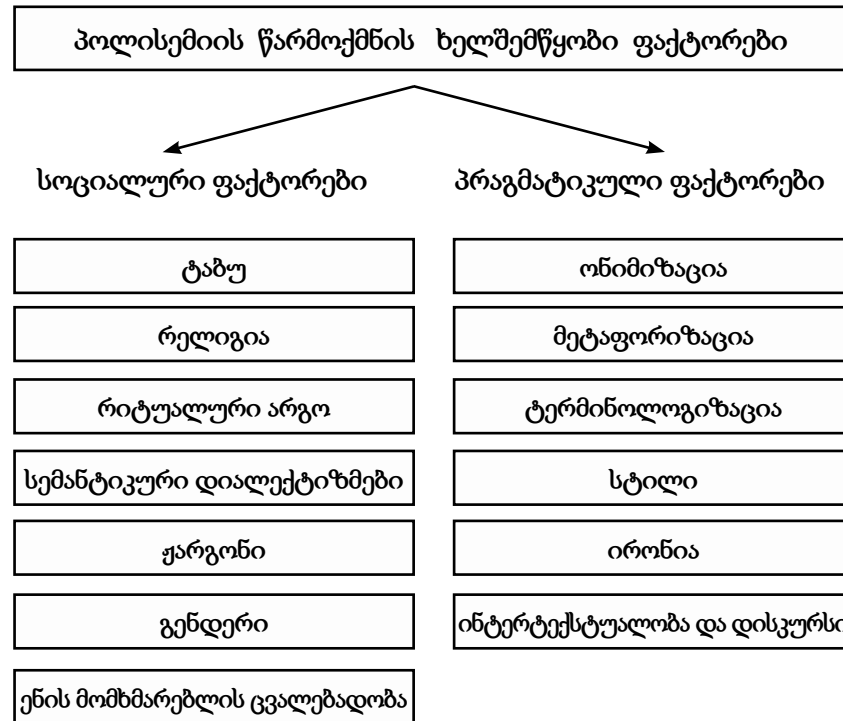 პოლისემიის წარმოქმნის ხელშემწყობი ფაქტორები
სოციალური ფაქტორები
პრაგმატიკული ფაქტორები
ტაბუ
ონიმიზაცია
რელიგია
მეტაფორიზაცია
რიტუალური არგო
ტერმინოლოგიზაცია
სემანტიკური დიალექტიზმები
სტილი
ჟარგონი
ირონია
გენდერი
ინტერტექსტუალობა და დისკურსი
ენის მომხმარებლის ცვალებადობა